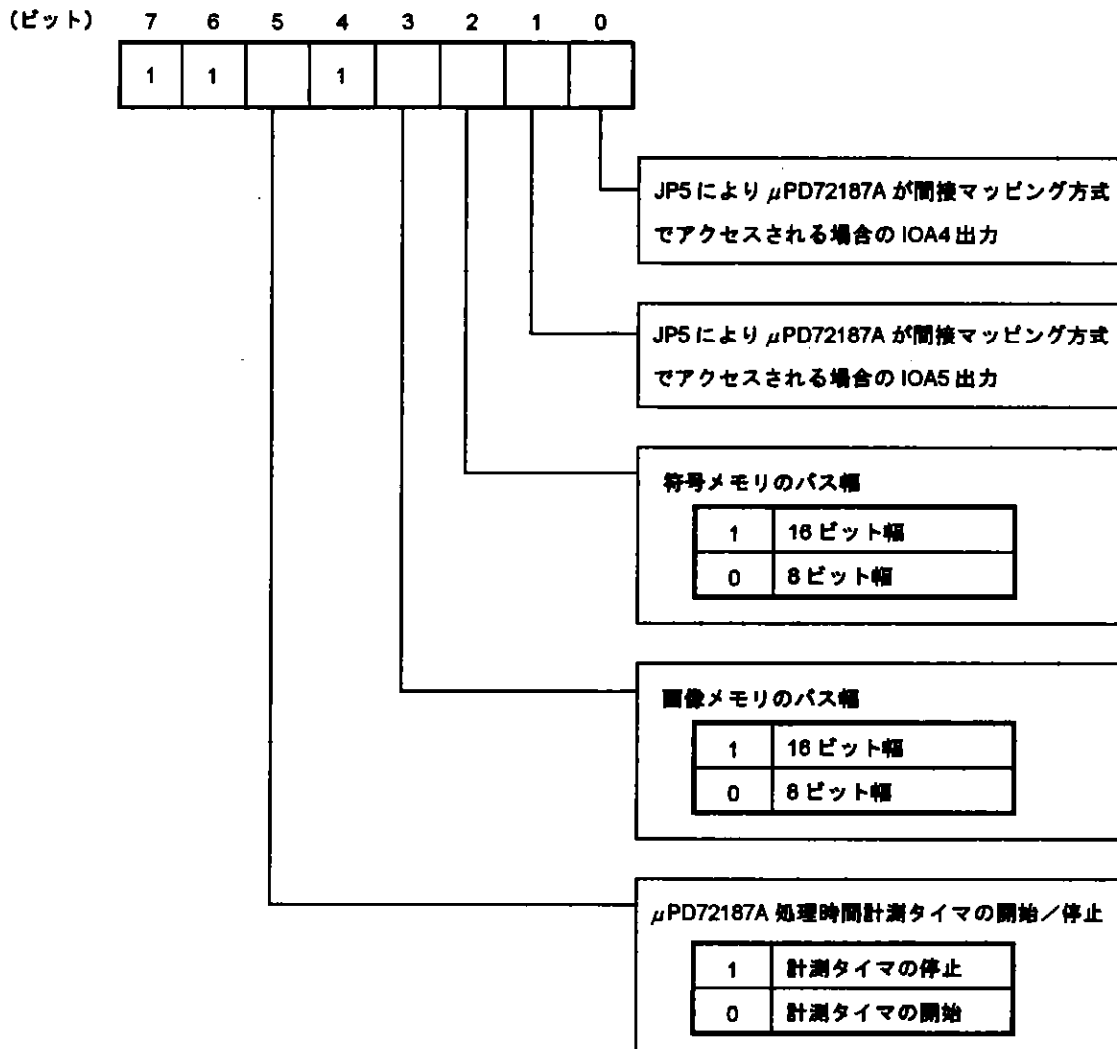 (ビット) 7 6 5 4 3 2 1 0
1 1 1
JP5 により μPD72187A が間接マッピング方式
でアクセスされる場合の IOA4 出力
JP5 により μPD72187A が間接マッピング方式
でアクセスされる場合の IOA5 出力
符号メモリのバス幅
1 16 ビット幅
0 8 ビット幅
画像メモリのバス幅
1 16 ビット幅
0 8 ビット幅
μPD72187A 処理時間計測タイマの開始／停止
1 計測タイマの停止
0 計測タイマの開始